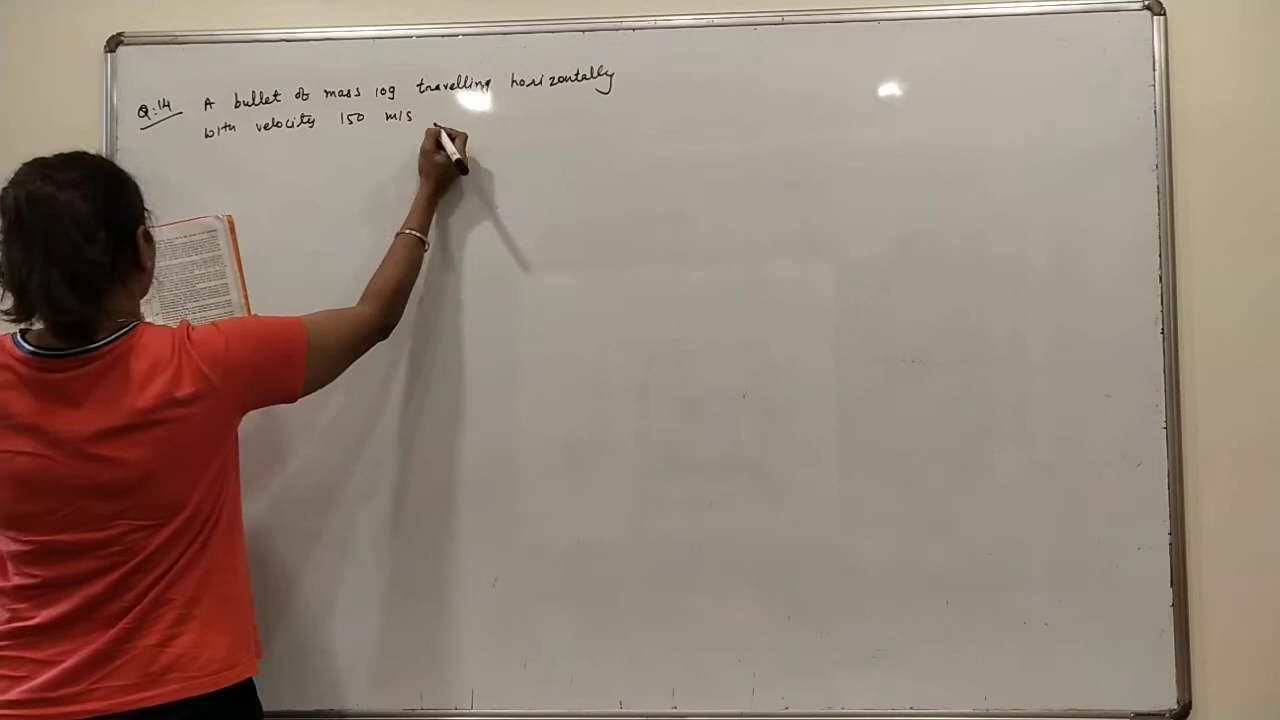 Q:14 A bullet of mass 10g travelling horizontally
with velocity 150 m/s